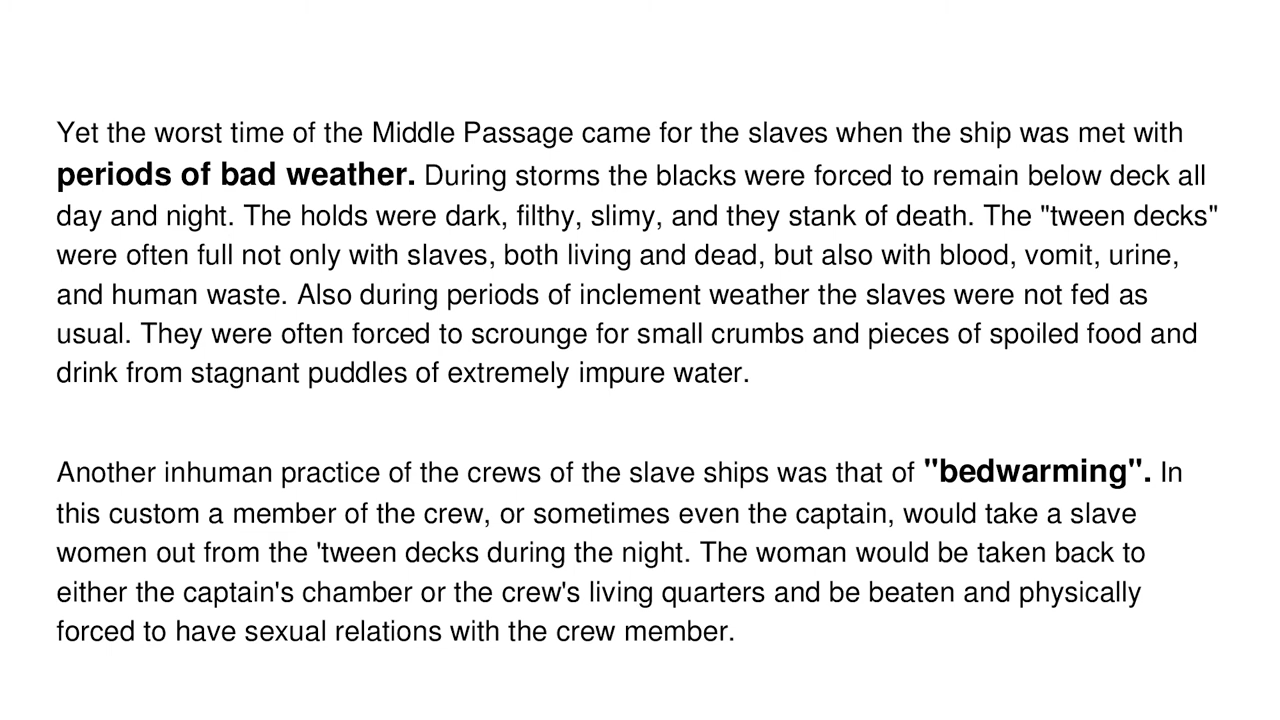 Yet the worst time of the Middle Passage came for the slaves when the ship was met with
periods of bad weather. During storms the blacks were forced to remain below deck all
day and night. The holds were dark, filthy, slimy, and they stank of death. The "tween decks"
were often full not only with slaves, both living and dead, but also with blood, vomit, urine,
and human waste. Also during periods of inclement weather the slaves were not fed as
usual. They were often forced to scrounge for small crumbs and pieces of spoiled food and
drink from stagnant puddles of extremely impure water.
Another inhuman practice of the crews of the slave ships was that of "bedwarming". In
this custom a member of the crew, or sometimes even the captain, would take a slave
women out from the 'tween decks during the night. The woman would be taken back to
either the captain's chamber or the crew's living quarters and be beaten and physically
forced to have sexual relations with the crew member.